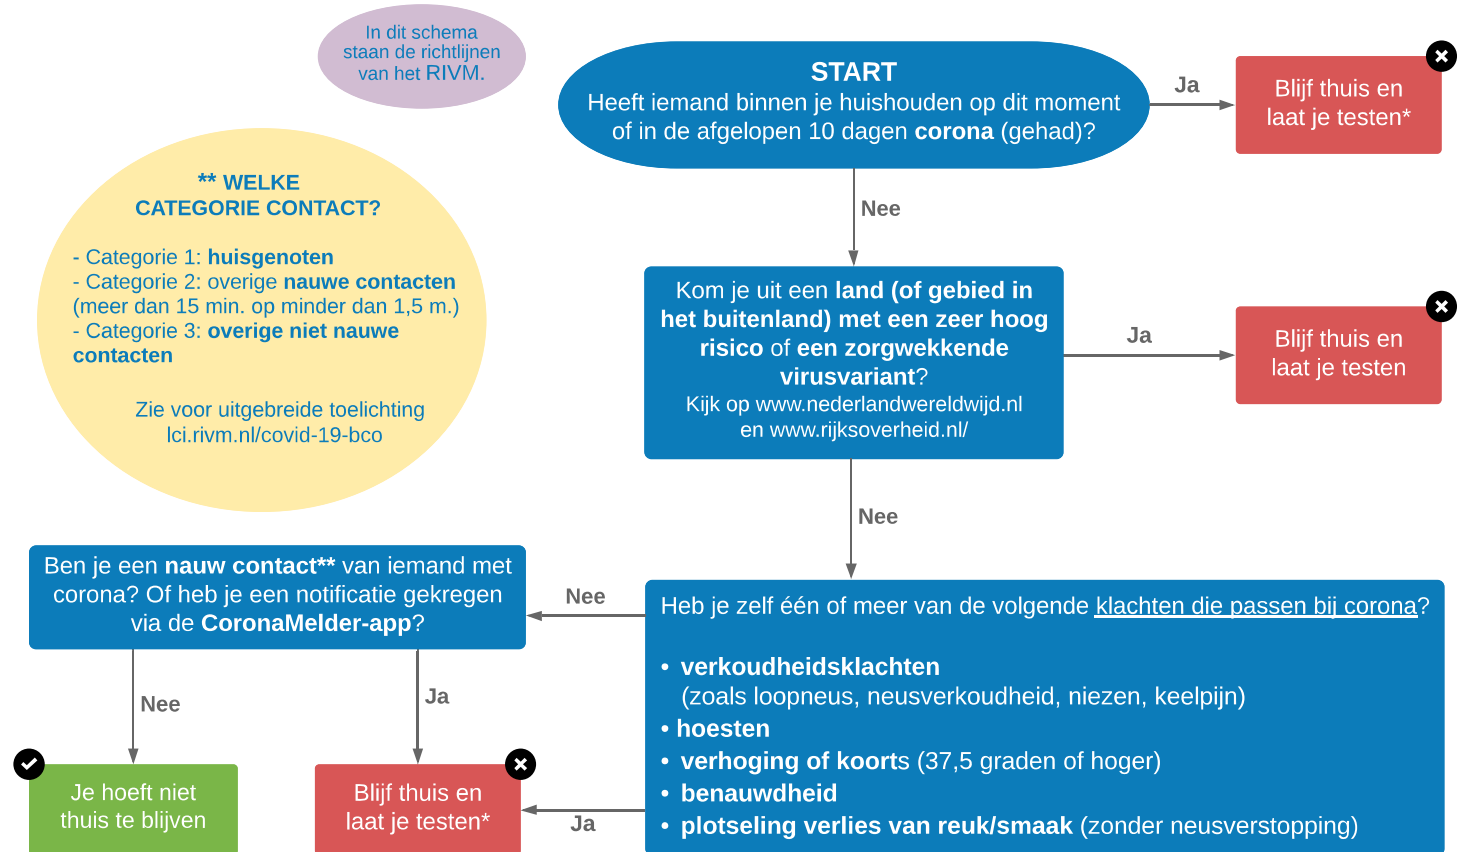 In dit schema
staan de richtlijnen
van het RIVM.
START
Heeft iemand binnen je huishouden op dit moment
of in de afgelopen 10 dagen corona (gehad)?
Ja
Blijf thuis en
laat je testen*
Nee
** WELKE
CATEGORIE CONTACT?
- Categorie 1: huisgenoten
- Categorie 2: overige nauwe contacten
(meer dan 15 min. op minder dan 1,5 m.)
- Categorie 3: overige niet nauwe
contacten
Zie voor uitgebreide toelichting
lci.rivm.nl/covid-19-bco
Kom je uit een land (of gebied in
het buitenland) met een zeer hoog
risico of een zorgwekkende
virusvariant?
Kijk op www.nederlandwereldwijd.nl
en www.rijksoverheid.nl/
Ja
Blijf thuis en
laat je testen
Nee
Heb je zelf één of meer van de volgende klachten die passen bij corona?
• verkoudheidsklachten
(zoals loopneus, neusverkoudheid, niezen, keelpijn)
• hoesten
• verhoging of koorts (37,5 graden of hoger)
• benauwdheid
• plotseling verlies van reuk/smaak (zonder neusverstopping)
Nee
Ja
Ben je een nauw contact** van iemand met
corona? Of heb je een notificatie gekregen
via de CoronaMelder-app?
Nee
Ja
Je hoeft niet
thuis te blijven
Blijf thuis en
laat je testen*